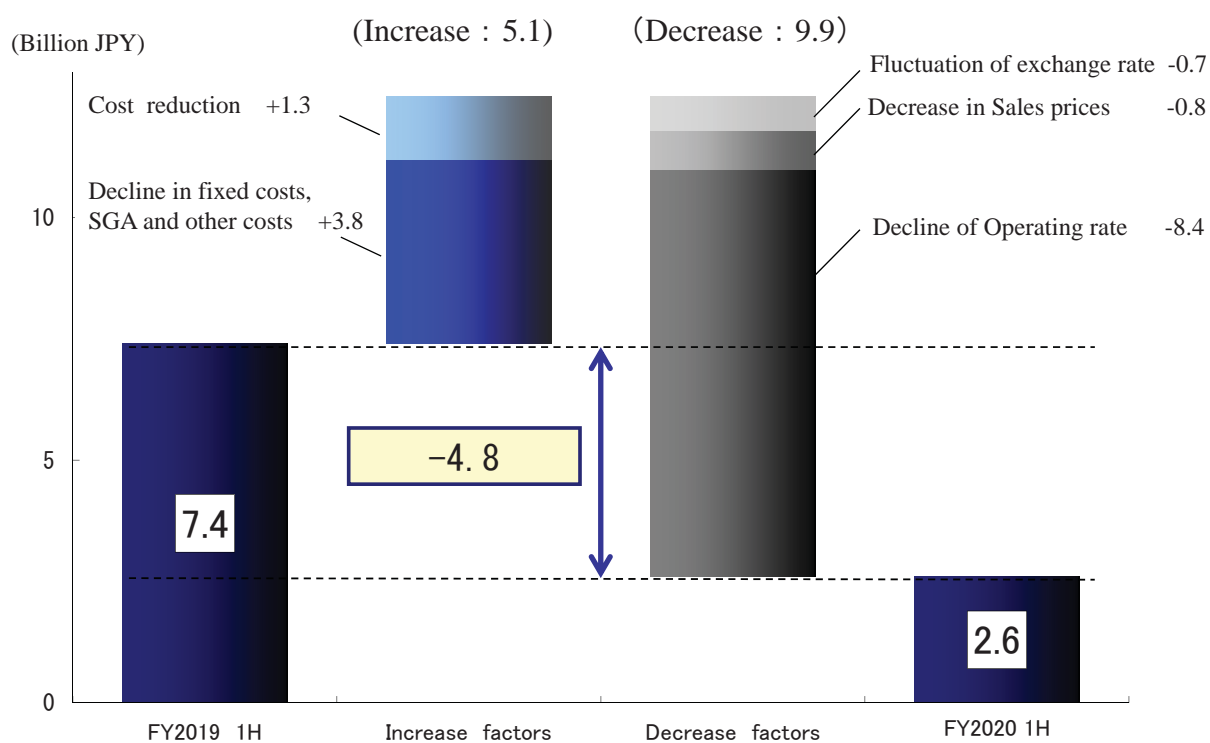 (Billion JPY)
(Increase : 5.1)
(Decrease : 9.9)
Cost reduction +1.3
Decline in fixed costs,
SGA and other costs +3.8
Fluctuation of exchange rate -0.7
Decrease in Sales prices -0.8
Decline of Operating rate -8.4
10
5
0
-4.8
7.4
2.6
FY2019 1H
Increase factors
Decrease factors
FY2020 1H